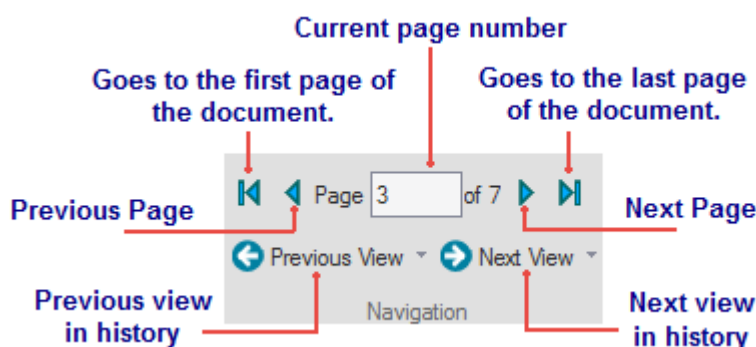 Current page number
Goes to the first page of
the document.
Goes to the last page
of the document.
Page 3 of 7
Previous Page
Next Page
Previous View
Next View
Previous view
in history
Navigation
Next view
in history